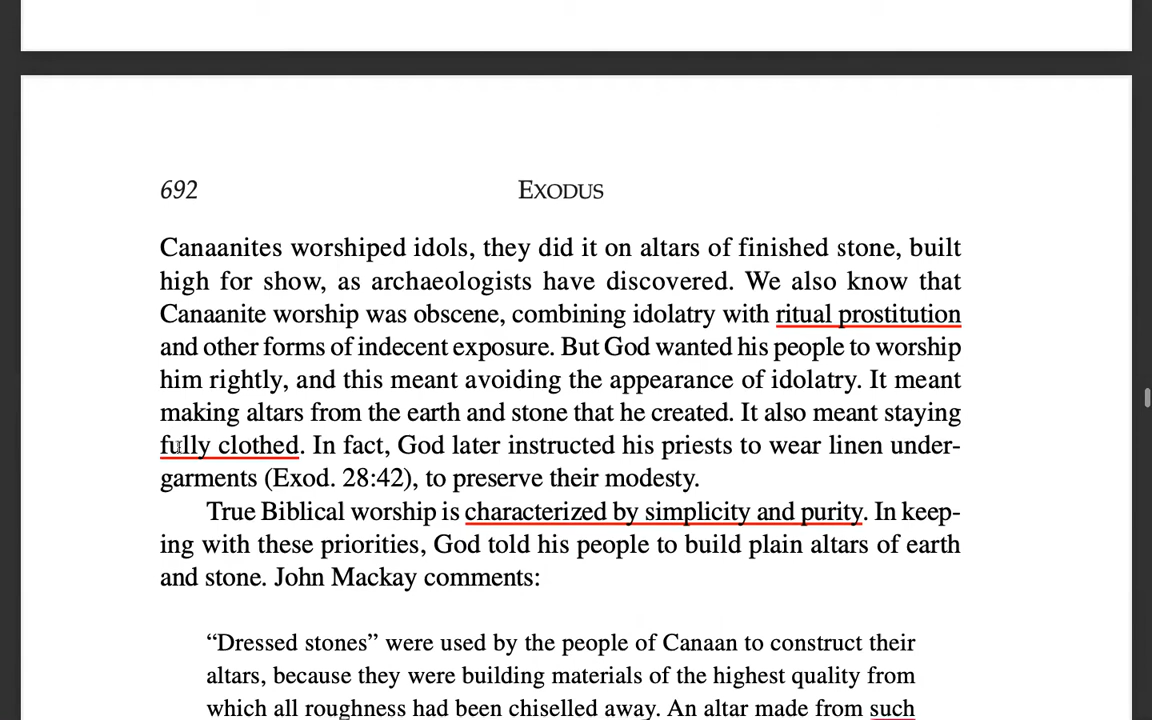 692 EXODUS
Canaanites worshiped idols, they did it on altars of finished stone, built
high for show, as archaeologists have discovered. We also know that
Canaanite worship was obscene, combining idolatry with ritual prostitution
and other forms of indecent exposure. But God wanted his people to worship
him rightly, and this meant avoiding the appearance of idolatry. It meant
making altars from the earth and stone that he created. It also meant staying
fully clothed. In fact, God later instructed his priests to wear linen under-
garments (Exod. 28:42), to preserve their modesty.
True Biblical worship is characterized by simplicity and purity. In keep-
ing with these priorities, God told his people to build plain altars of earth
and stone. John Mackay comments:
“Dressed stones” were used by the people of Canaan to construct their
altars, because they were building materials of the highest quality from
which all roughness had been chiselled away. An altar made from such